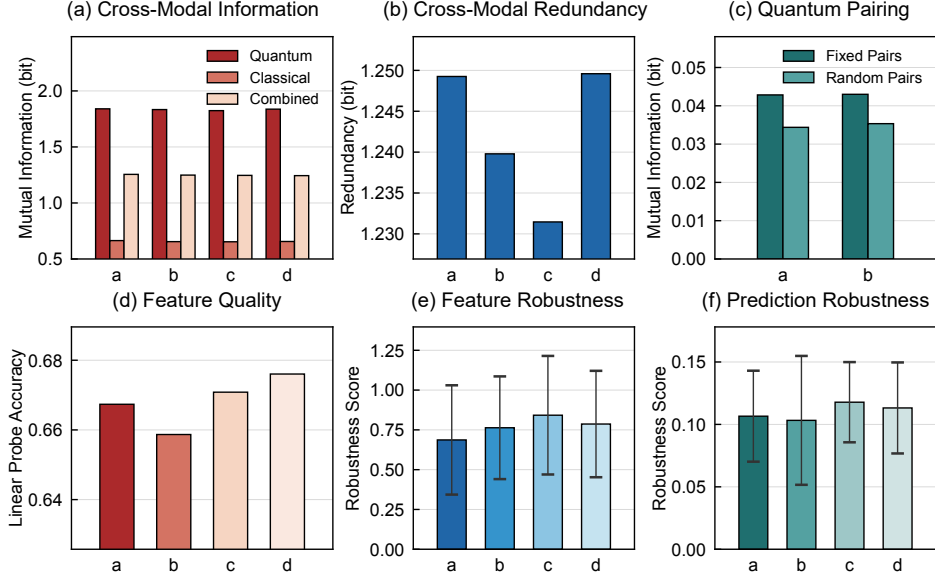 (a) Cross-Modal Information
Mutual Information (bit)
2.0
1.5
1.0
0.5
Quantum
Classical
Combined
a b c d
(b) Cross-Modal Redundancy
Redundancy (bit)
1.250
1.245
1.240
1.235
1.230
a b c d
(c) Quantum Pairing
Mutual Information (bit)
0.05
0.04
0.03
0.02
0.01
0.00
Fixed Pairs
Random Pairs
a b
(d) Feature Quality
Linear Probe Accuracy
0.68
0.66
0.64
a b c d
(e) Feature Robustness
Robustness Score
1.25
1.00
0.75
0.50
0.25
0.00
a b c d
(f) Prediction Robustness
Robustness Score
0.15
0.10
0.05
0.00
a b c d